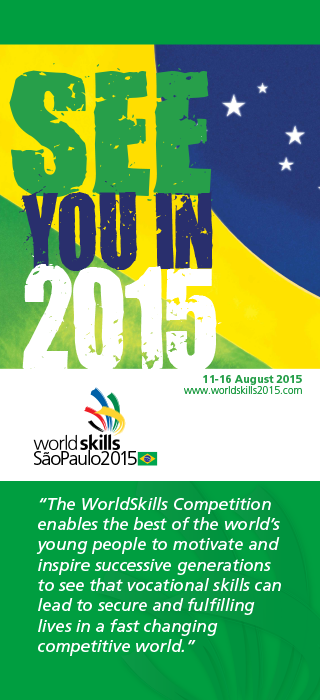 SEE
YOU IN
2015
11-16 August 2015
www.worldskills2015.com
world skills
SãoPaulo2015
“The WorldSkills Competition
enables the best of the world’s
young people to motivate and
inspire successive generations
to see that vocational skills can
lead to secure and fulfilling
lives in a fast changing
competitive world.”